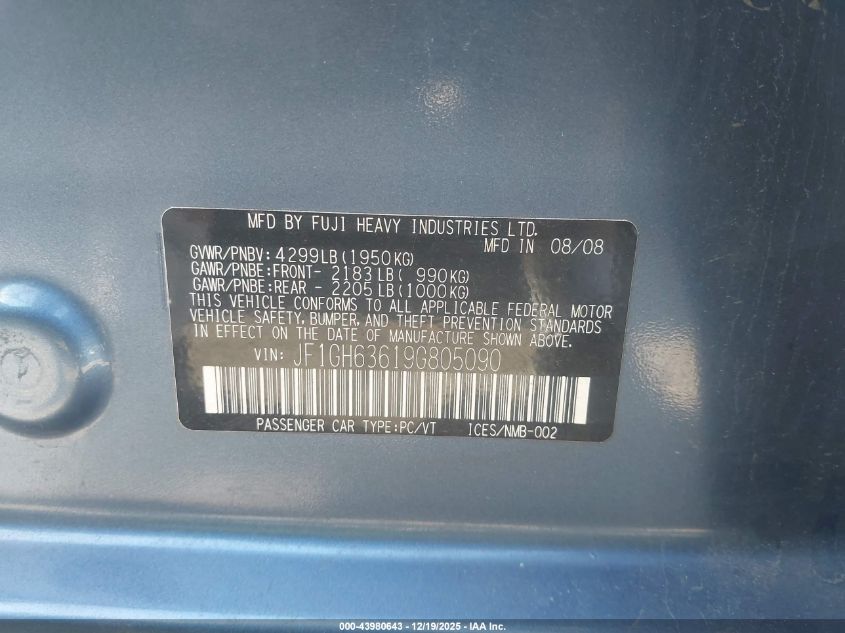 MFD BY FUJI HEAVY INDUSTRIES LTD.
MFD IN 08/08
GVWR/PNBV: 4299LB(1950KG)
GAWR/PNBE:FRONT- 2183LB( 990KG)
GAWR/PNBE:REAR - 2205LB(1000KG)
THIS VEHICLE CONFORMS TO ALL APPLICABLE FEDERAL MOTOR
VEHICLE SAFETY, BUMPER, AND THEFT PREVENTION STANDARDS
IN EFFECT ON THE DATE OF MANUFACTURE SHOWN ABOVE.
VIN: JF1GH63619G805090
PASSENGER CAR TYPE:PC/VT ICES/NMB-002
000-43980643 - 12/19/2025 - IAA Inc.